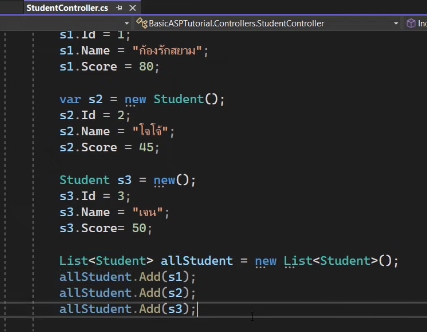 StudentController.cs
BasicASPTutorial.Controllers.StudentController
s1.Id = 1;
s1.Name = "ก้องรักสยาม";
s1.Score = 80;
var s2 = new Student();
s2.Id = 2;
s2.Name = "โจโจ้";
s2.Score = 45;
Student s3 = new();
s3.Id = 3;
s3.Name = "เจน";
s3.Score= 50;
List<Student> allStudent = new List<Student>();
allStudent.Add(s1);
allStudent.Add(s2);
allStudent.Add(s3);